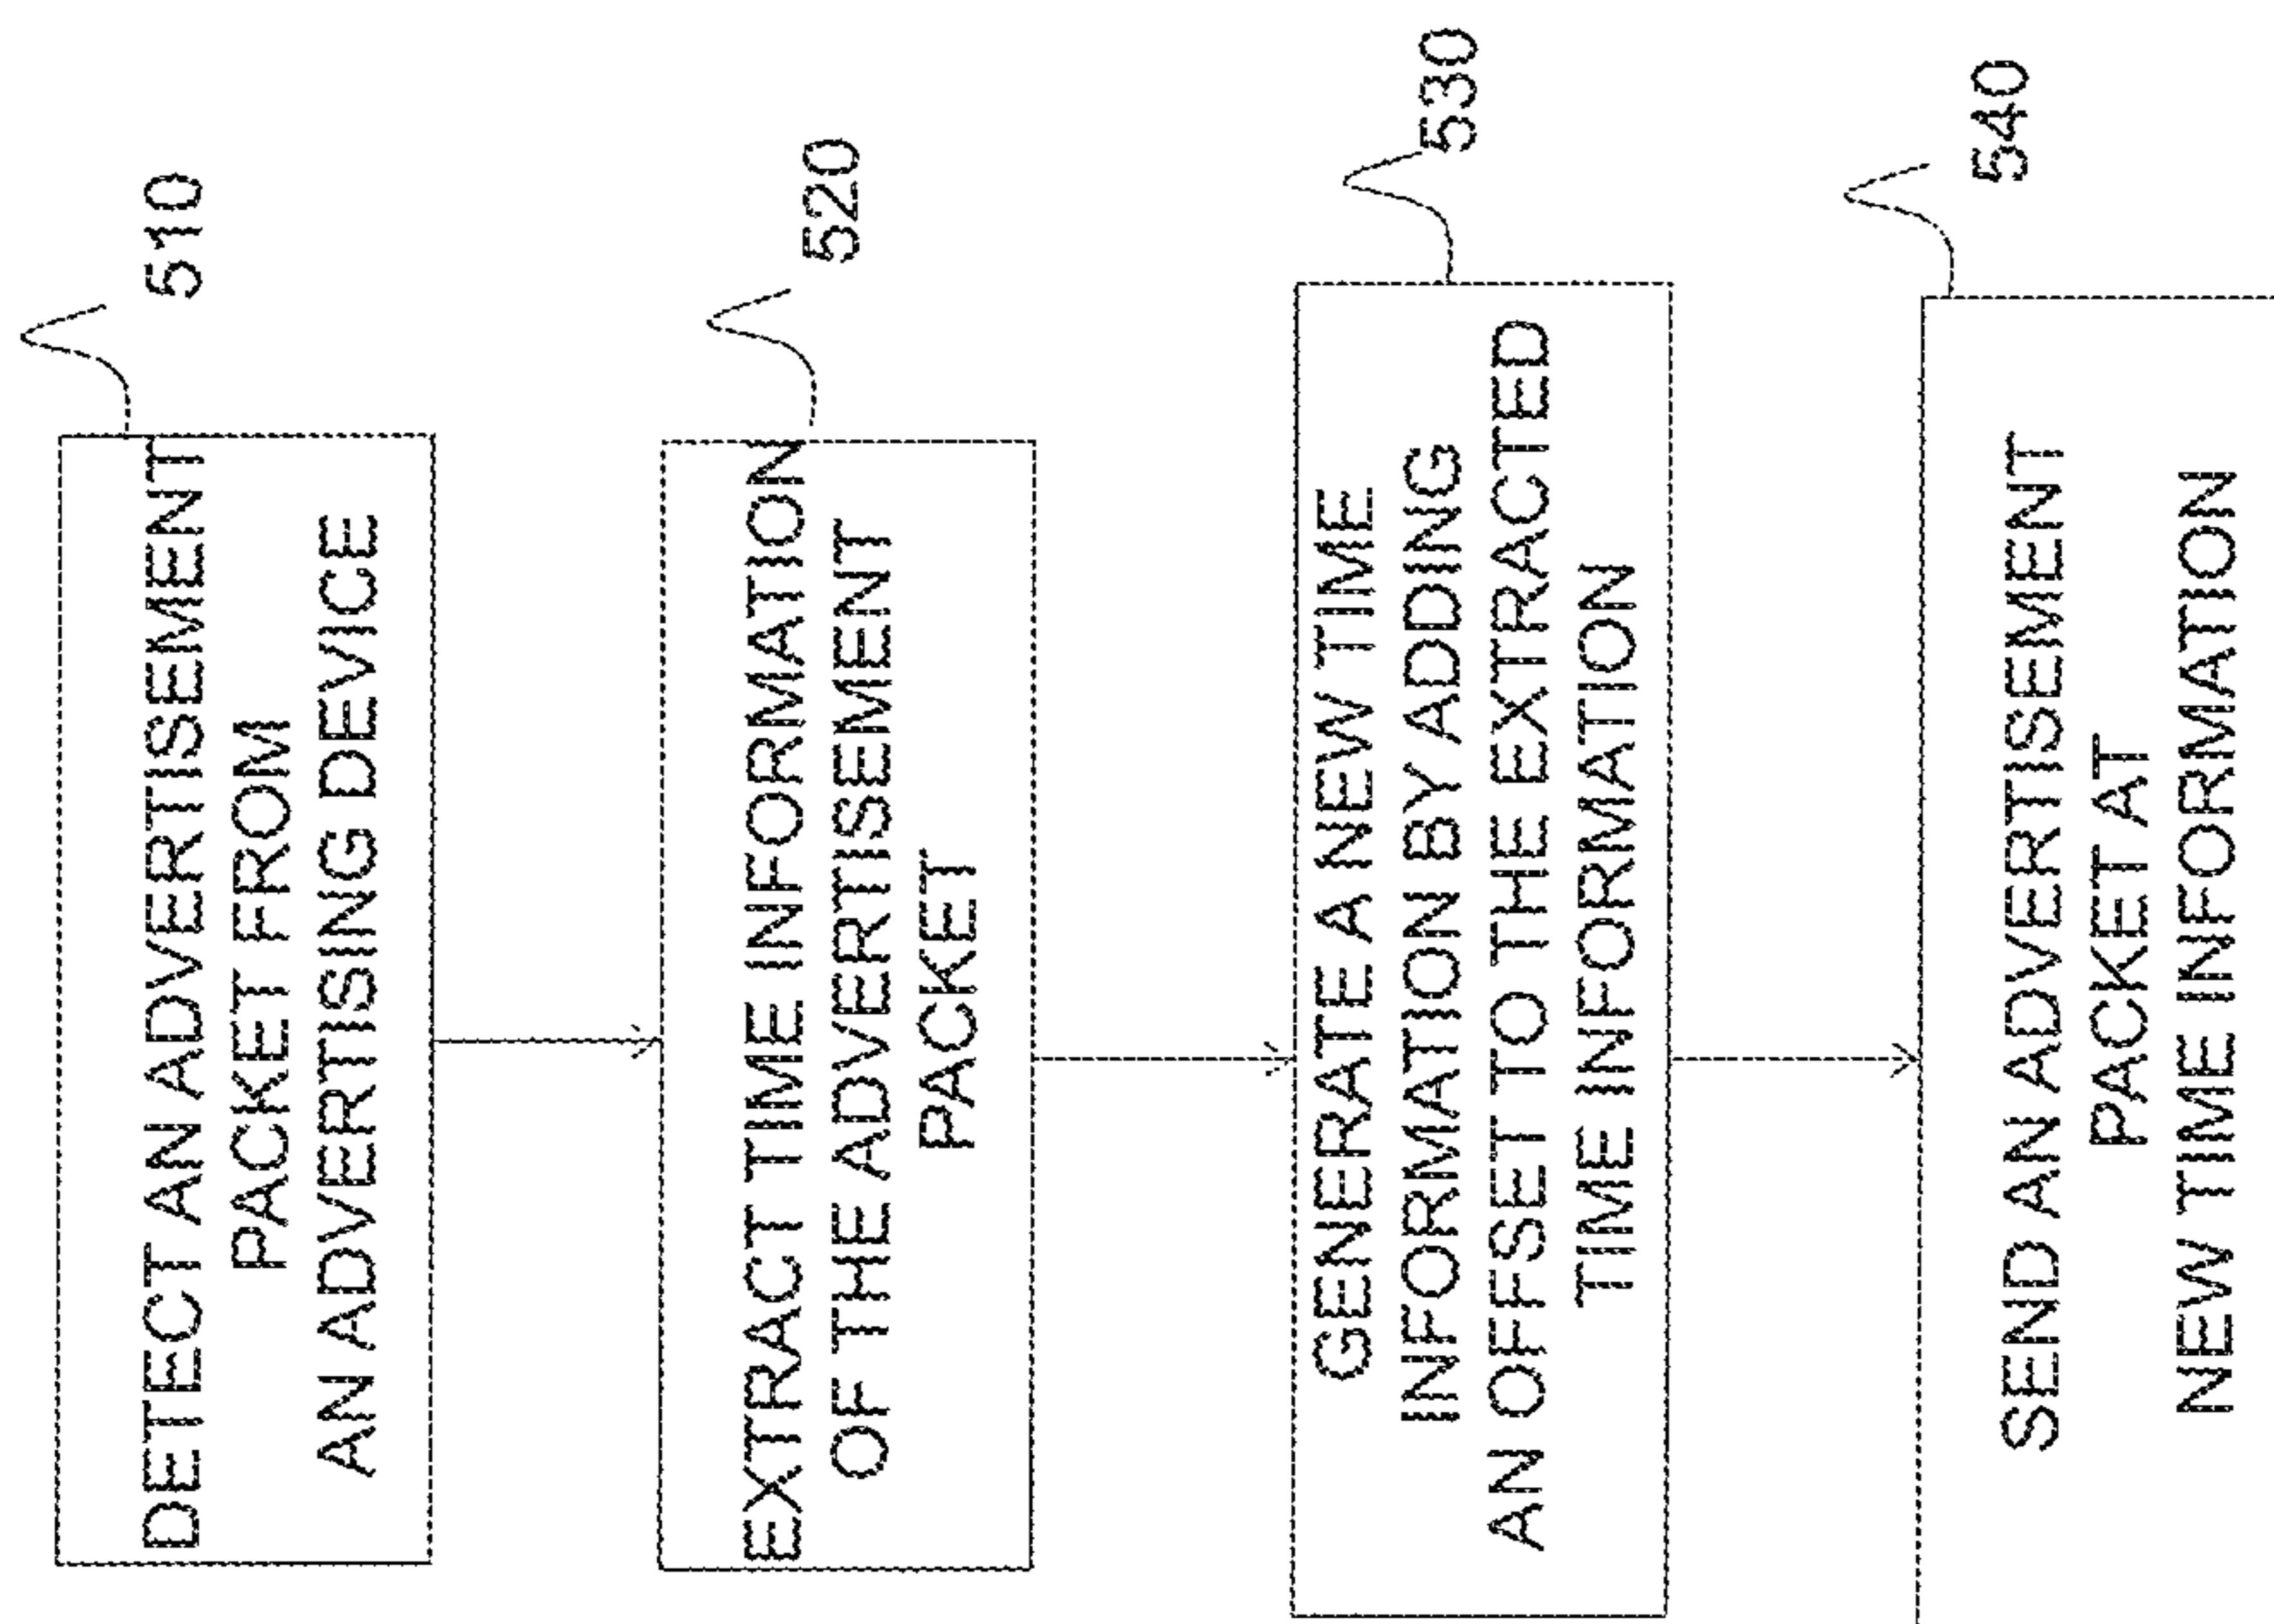 510
DETECT AN ADVERTISEMENT
PACKET FROM
AN ADVERTISING DEVICE
520
EXTRACT TIME INFORMATION
OF THE ADVERTISEMENT
PACKET
530
GENERATE A NEW TIME
INFORMATION BY ADDING
AN OFFSET TO THE EXTRACTED
TIME INFORMATION
540
SEND AN ADVERTISEMENT
PACKET AT
NEW TIME INFORMATION